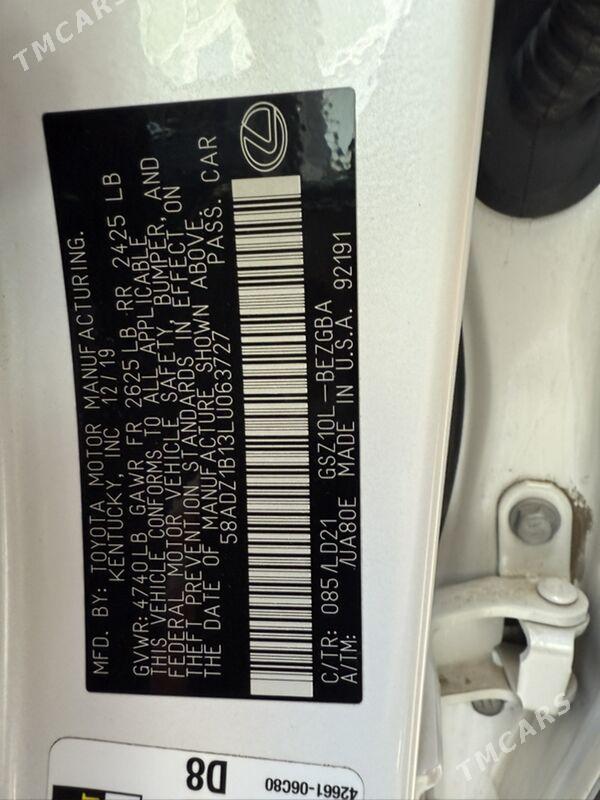 TMCARS
MFD. BY: TOYOTA MOTOR MANUFACTURING,
KENTUCKY, INC 12/19
GVWR: 4740LB GAWR FR 2625LB RR 2425 LB
THIS VEHICLE CONFORMS TO ALL APPLICABLE
FEDERAL MOTOR VEHICLE SAFETY, BUMPER, AND
THEFT PREVENTION STANDARDS IN EFFECT ON
THE DATE OF MANUFACTURE SHOWN ABOVE.
58ADZ1B13LU063727 PASS. CAR
C/TR: 085/LD21 GSZ10L-BEZGBA
A/TM: /UA80E MADE IN U.S.A. 92191
D8
42661-06C80
TMCARS